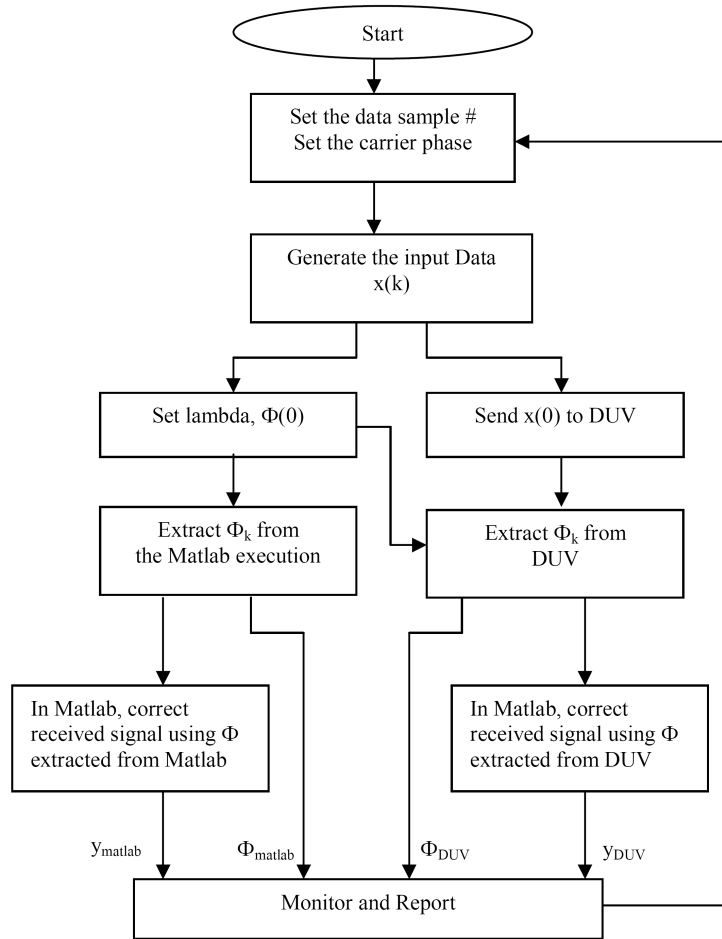 Start
Set the data sample #
Set the carrier phase
Generate the input Data
x(k)
Set lambda, Φ(0)
Send x(0) to DUV
Extract Φk from
the Matlab execution
Extract Φk from
DUV
In Matlab, correct
received signal using Φ
extracted from Matlab
In Matlab, correct
received signal using Φ
extracted from DUV
ymatlab
Φmatlab
ΦDUV
yDUV
Monitor and Report